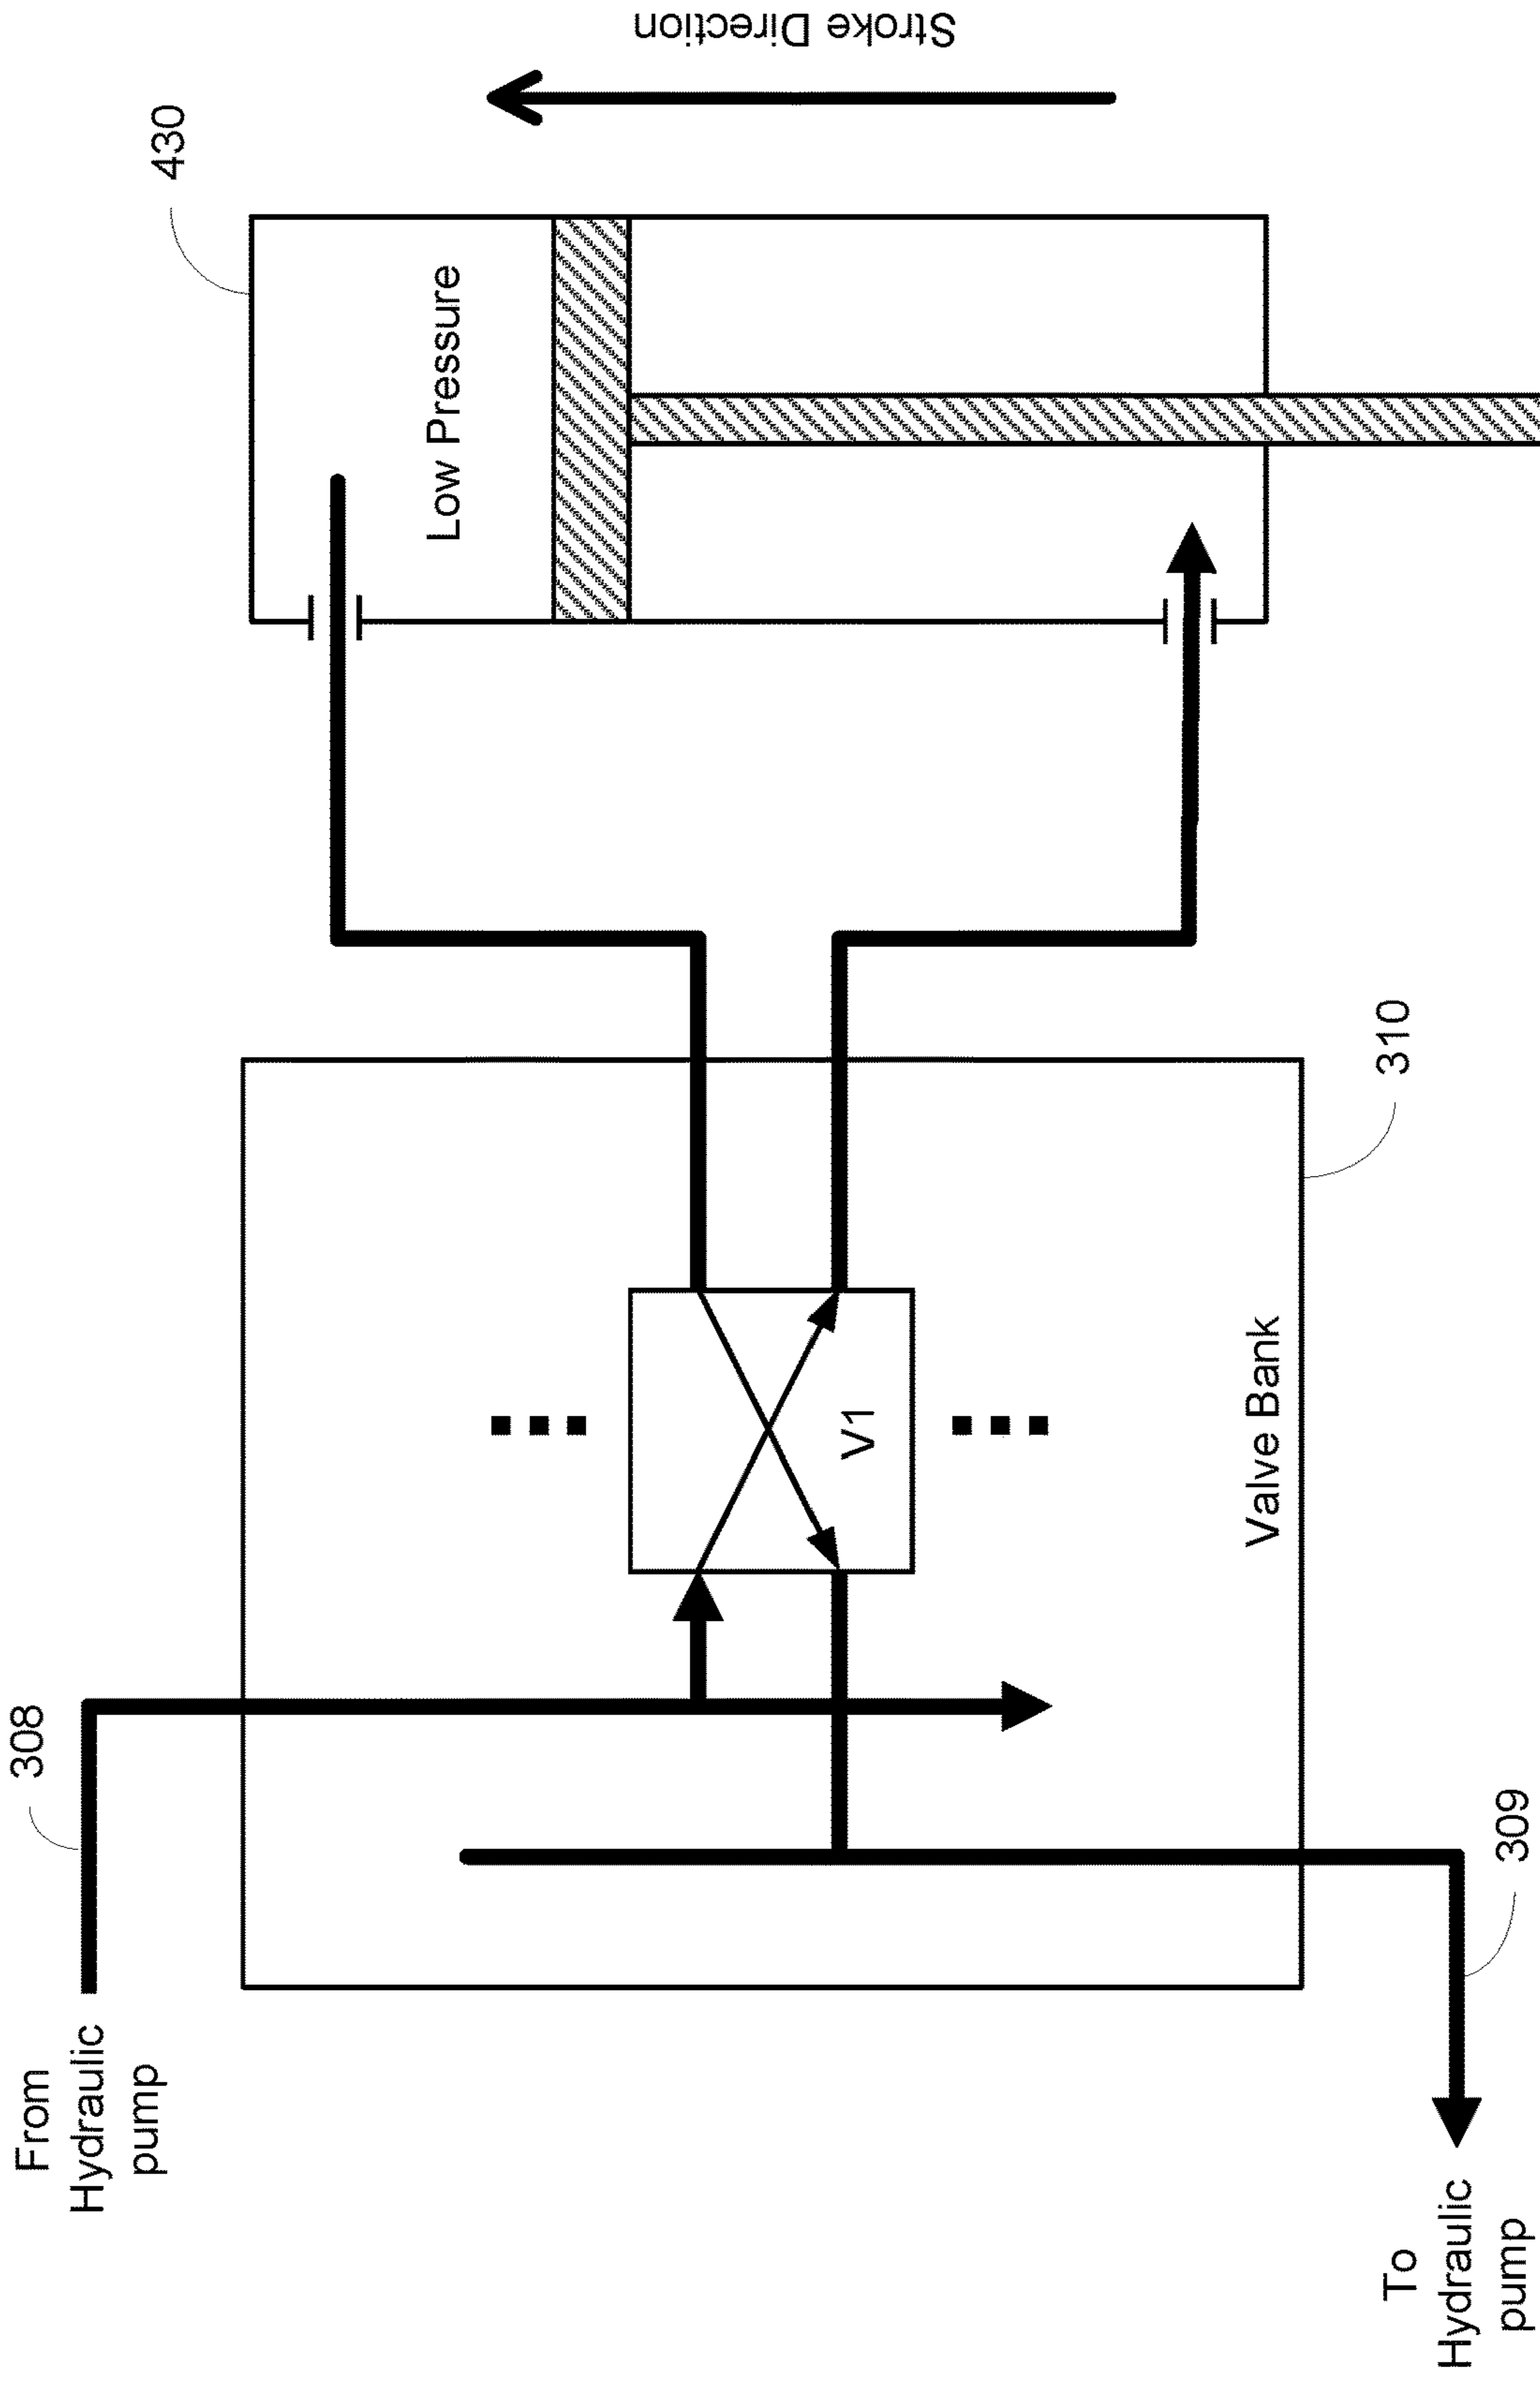 From
Hydraulic
pump
308
To
Hydraulic
pump
309
V1
Valve Bank
310
Low Pressure
430
Stroke Direction